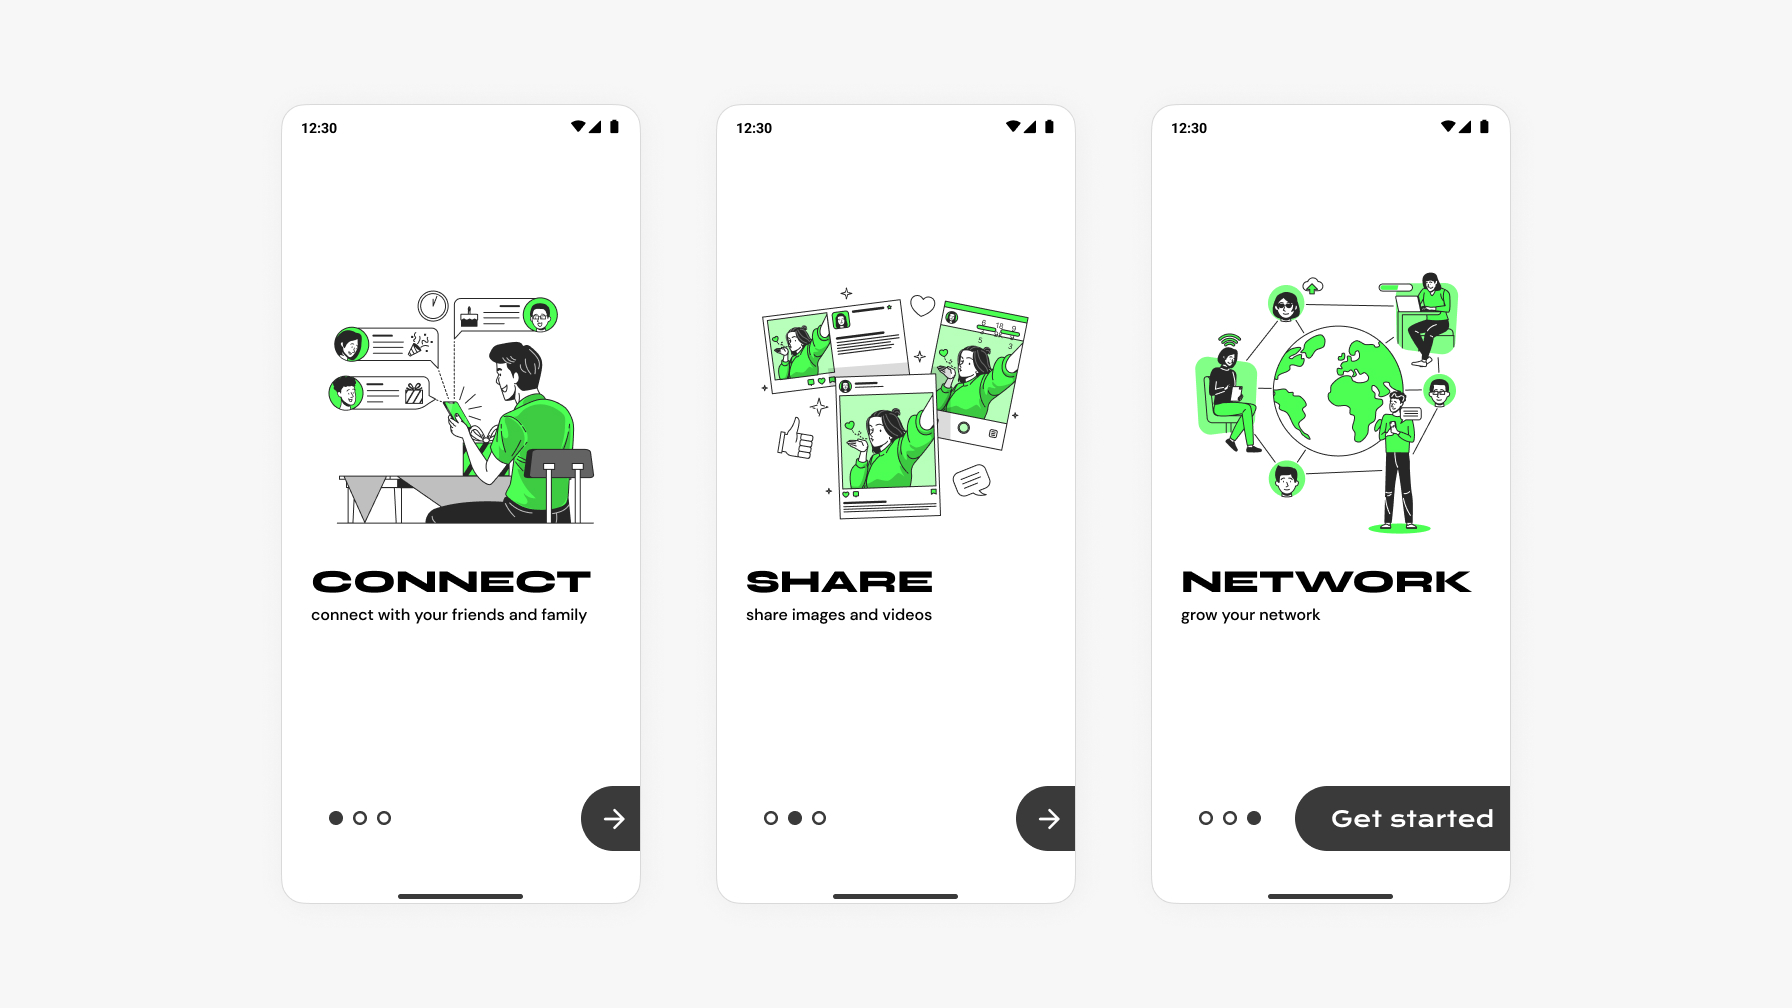 12:30
CONNECT
connect with your friends and family
12:30
SHARE
share images and videos
12:30
NETWORK
grow your network
Get started